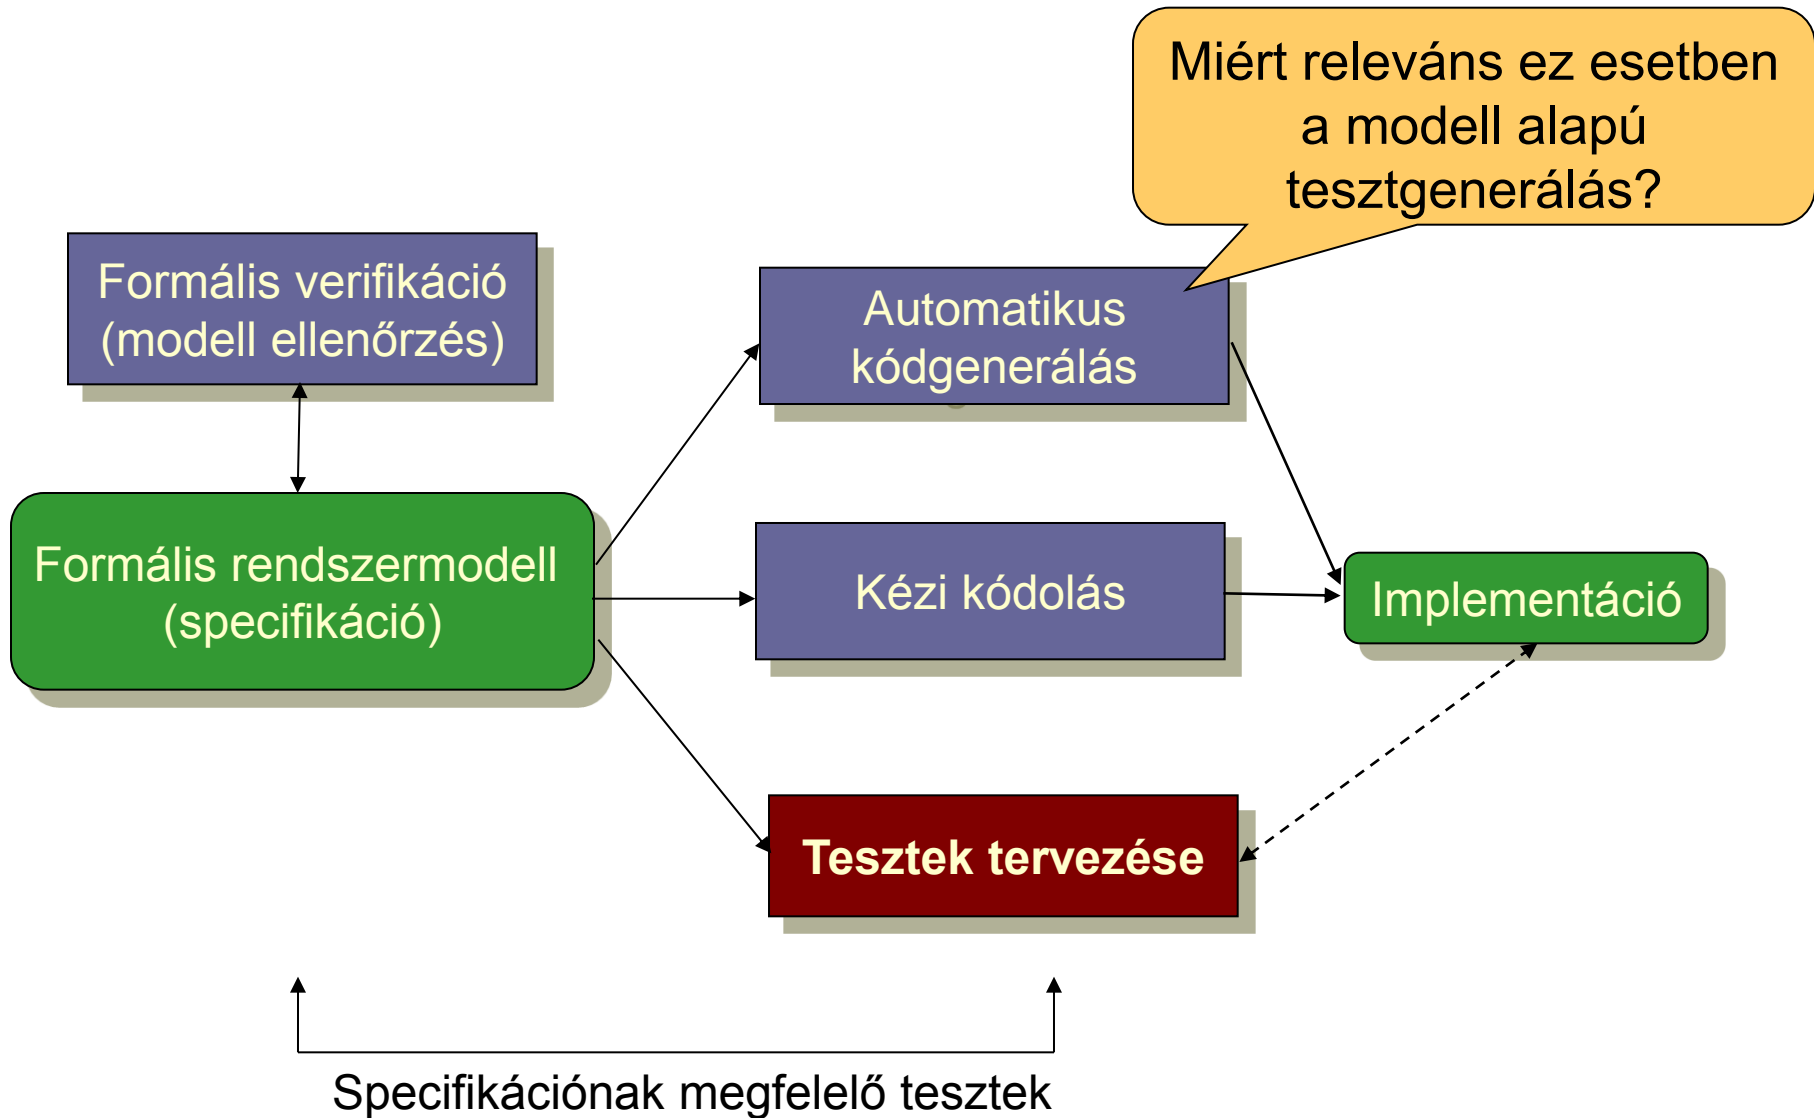 Miért releváns ez esetben
a modell alapú
tesztgenerálás?
Formális verifikáció
(modell ellenőrzés)
Automatikus
kódgenerálás
Formális rendszermodell
(specifikáció)
Kézi kódolás
Implementáció
Tesztek tervezése
Specifikációnak megfelelő tesztek